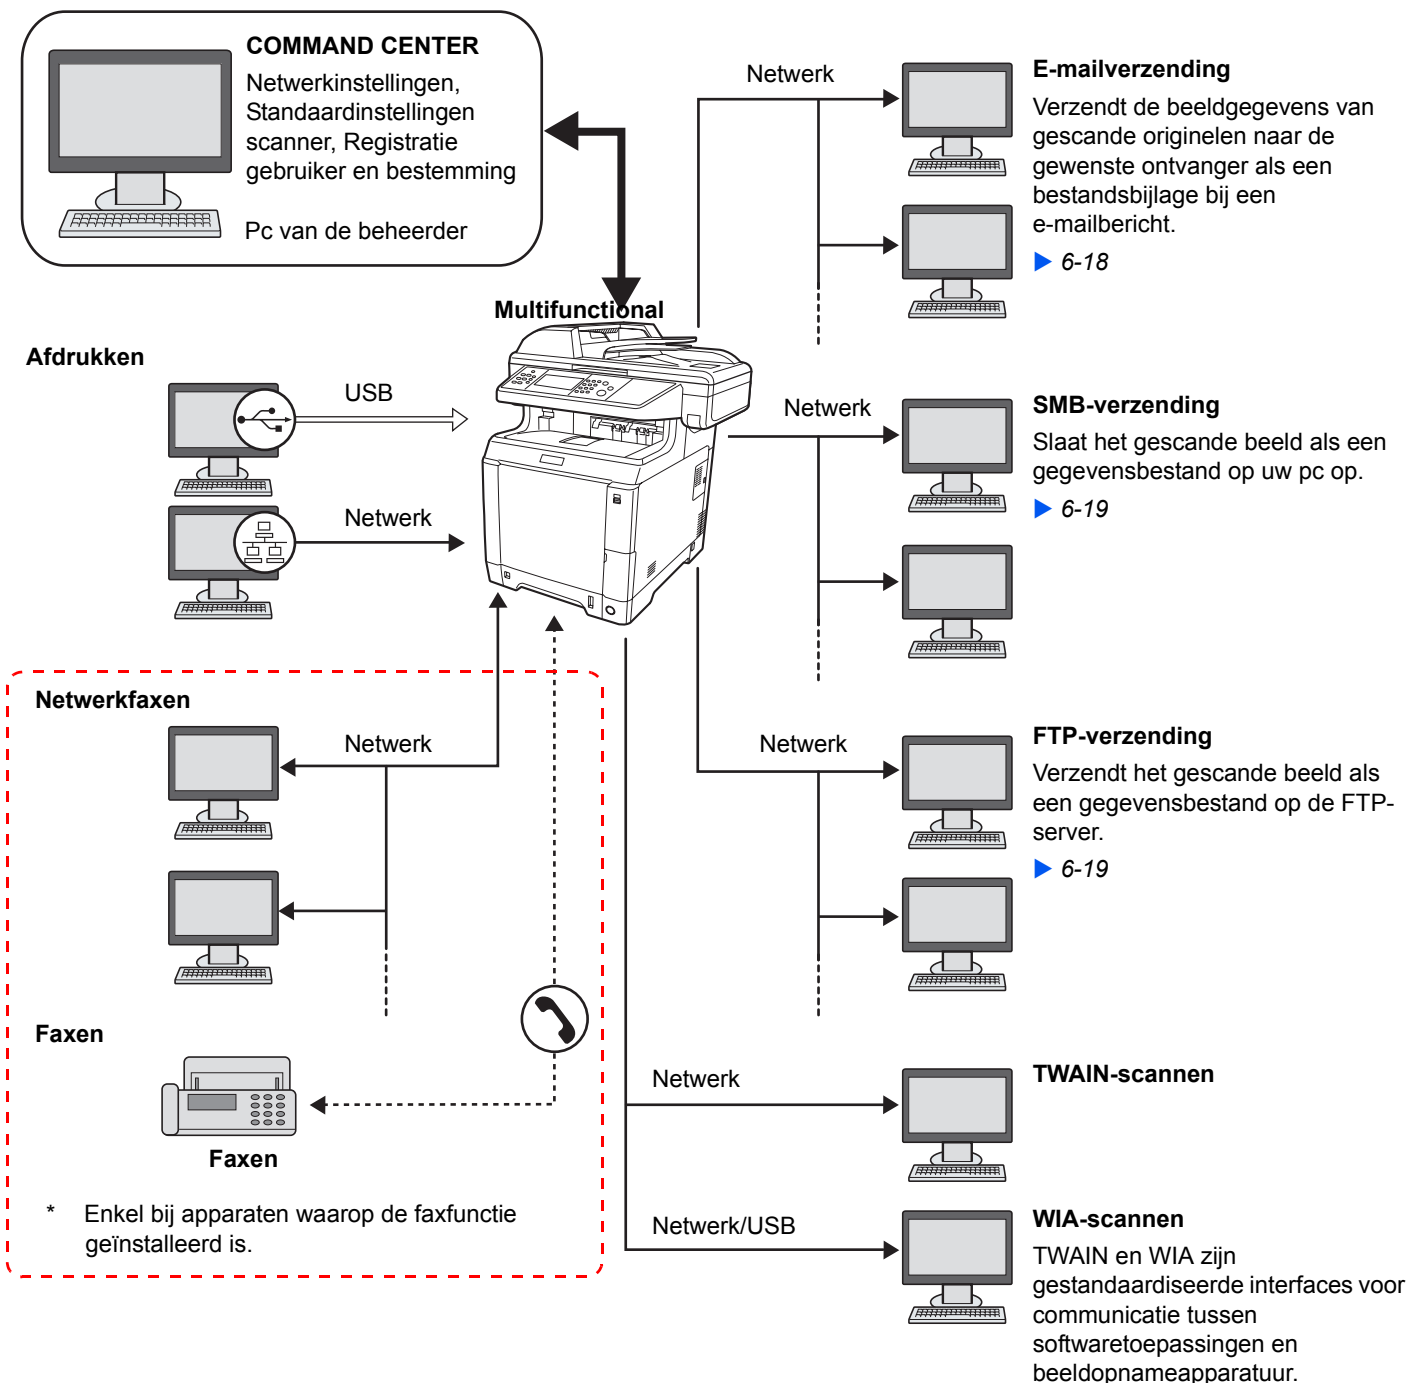 COMMAND CENTER
Netwerkinstellingen,
Standaardinstellingen
scanner, Registratie
gebruiker en bestemming
Pc van de beheerder
Netwerk
E-mailverzending
Verzendt de beeldgegevens van
gescande originelen naar de
gewenste ontvanger als een
bestandsbijlage bij een
e-mailbericht.
▶ 6-18
Multifunctional
Afdrukken
USB
Netwerk
Netwerk
SMB-verzending
Slaat het gescande beeld als een
gegevensbestand op uw pc op.
▶ 6-19
Netwerkfaxen
Netwerk
Netwerk
FTP-verzending
Verzendt het gescande beeld als
een gegevensbestand op de FTP-
server.
▶ 6-19
Faxen
Faxen
* Enkel bij apparaten waarop de faxfunctie
geïnstalleerd is.
Netwerk
TWAIN-scannen
Netwerk/USB
WIA-scannen
TWAIN en WIA zijn
gestandaardiseerde interfaces voor
communicatie tussen
softwaretoepassingen en
beeldopnameapparatuur.